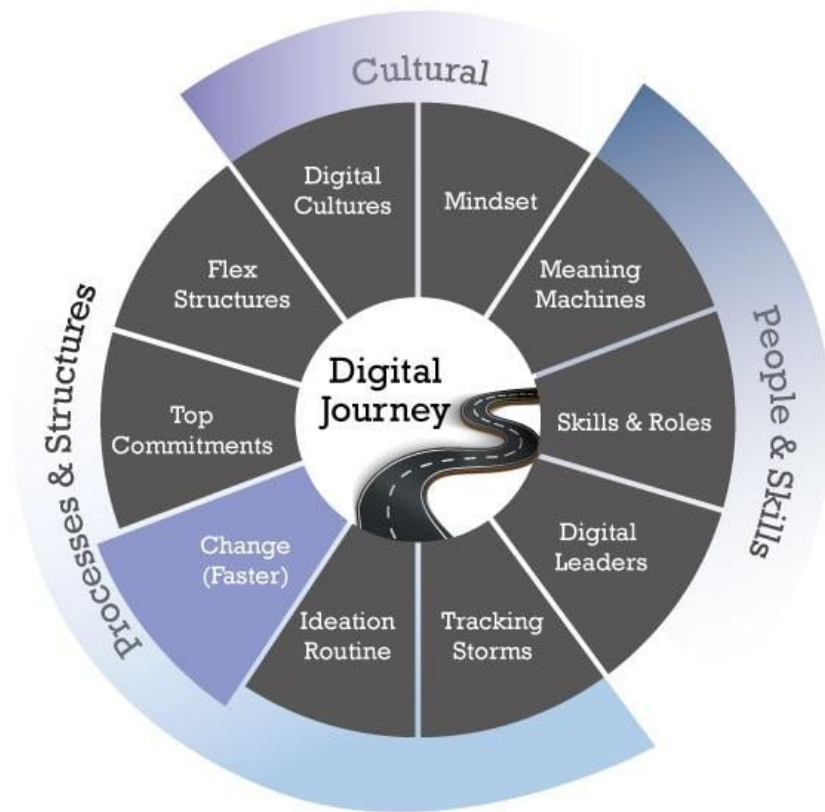 Cultural
Digital
Cultures
Mindset
Flex
Structures
Meaning
Machines
Processes & Structures
Digital
Journey
People & Skills
Top
Commitments
Skills & Roles
Change
(Faster)
Digital
Leaders
Ideation
Routine
Tracking
Storms